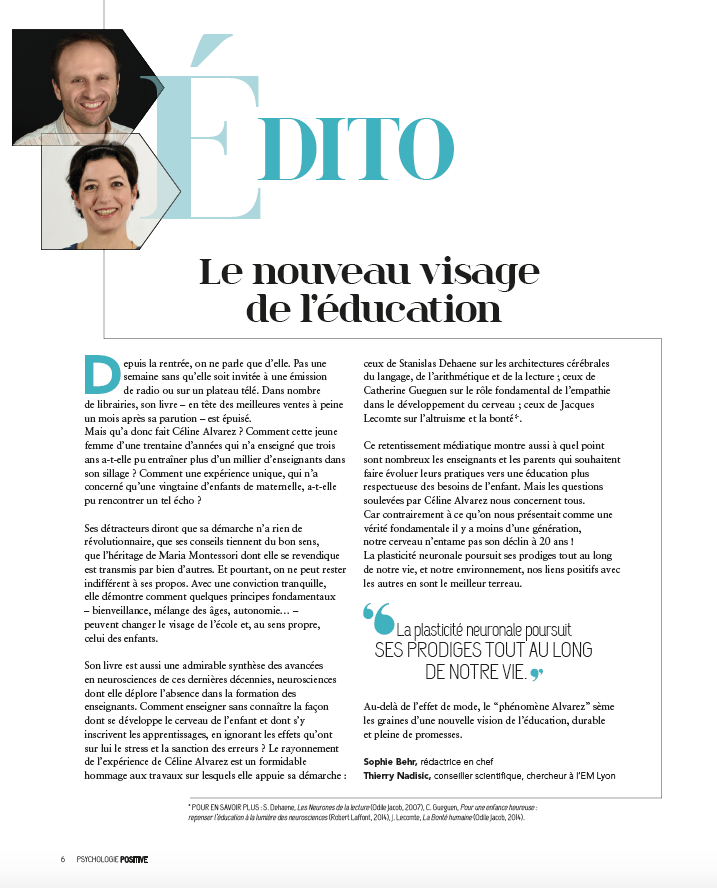 ÉDITO
Le nouveau visage
de l’éducation
Depuis la rentrée, on ne parle que d’elle. Pas une
semaine sans qu’elle soit invitée à une émission
de radio ou sur un plateau télé. Dans nombre
de librairies, son livre – en tête des meilleures ventes à peine
un mois après sa parution – est épuisé.
Mais qu’a donc fait Céline Alvarez ? Comment cette jeune
femme d’une trentaine d’années qui n’a enseigné que trois
ans a-t-elle pu entraîner plus d’un millier d’enseignants dans
son sillage ? Comment une expérience unique, qui n’a
concerné qu’une vingtaine d’enfants de maternelle, a-t-elle
pu rencontrer un tel écho ?
Ses détracteurs diront que sa démarche n’a rien de
révolutionnaire, que ses conseils tiennent du bon sens,
que l’héritage de Maria Montessori dont elle se revendique
est transmis par bien d’autres. Et pourtant, on ne peut rester
indifférent à ses propos. Avec une conviction tranquille,
elle démontre comment quelques principes fondamentaux
– bienveillance, mélange des âges, autonomie… –
peuvent changer le visage de l’école et, au sens propre,
celui des enfants.
Son livre est aussi une admirable synthèse des avancées
en neurosciences de ces dernières décennies, neurosciences
dont elle déplore l’absence dans la formation des
enseignants. Comment enseigner sans connaître la façon
dont se développe le cerveau de l’enfant et dont s’y
inscrivent les apprentissages, en ignorant les effets qu’ont
sur lui le stress et la sanction des erreurs ? Le rayonnement
de l’expérience de Céline Alvarez est un formidable
hommage aux travaux sur lesquels elle appuie sa démarche :
ceux de Stanislas Dehaene sur les architectures cérébrales
du langage, de l’arithmétique et de la lecture ; ceux de
Catherine Gueguen sur le rôle fondamental de l’empathie
dans le développement du cerveau ; ceux de Jacques
Lecomte sur l’altruisme et la bonté*.
Ce retentissement médiatique montre aussi à quel point
sont nombreux les enseignants et les parents qui souhaitent
faire évoluer leurs pratiques vers une éducation plus
respectueuse des besoins de l’enfant. Mais les questions
soulevées par Céline Alvarez nous concernent tous.
Car contrairement à ce qu’on nous présentait comme une
vérité fondamentale il y a moins d’une génération,
notre cerveau n’entame pas son déclin à 20 ans !
La plasticité neuronale poursuit ses prodiges tout au long
de notre vie, et notre environnement, nos liens positifs avec
les autres en sont le meilleur terreau.
❝La plasticité neuronale poursuit
SES PRODIGES TOUT AU LONG
DE NOTRE VIE.❞
Au-delà de l’effet de mode, le “phénomène Alvarez” sème
les graines d’une nouvelle vision de l’éducation, durable
et pleine de promesses.
Sophie Behr, rédactrice en chef
Thierry Nadisic, conseiller scientifique, chercheur à l’EM Lyon
* POUR EN SAVOIR PLUS : S. Dehaene, Les Neurones de la lecture (Odile Jacob, 2007), C. Gueguen, Pour une enfance heureuse :
repenser l’éducation à la lumière des neurosciences (Robert Laffont, 2014), J. Lecomte, La Bonté humaine (Odile Jacob, 2014).
6 PSYCHOLOGIE POSITIVE